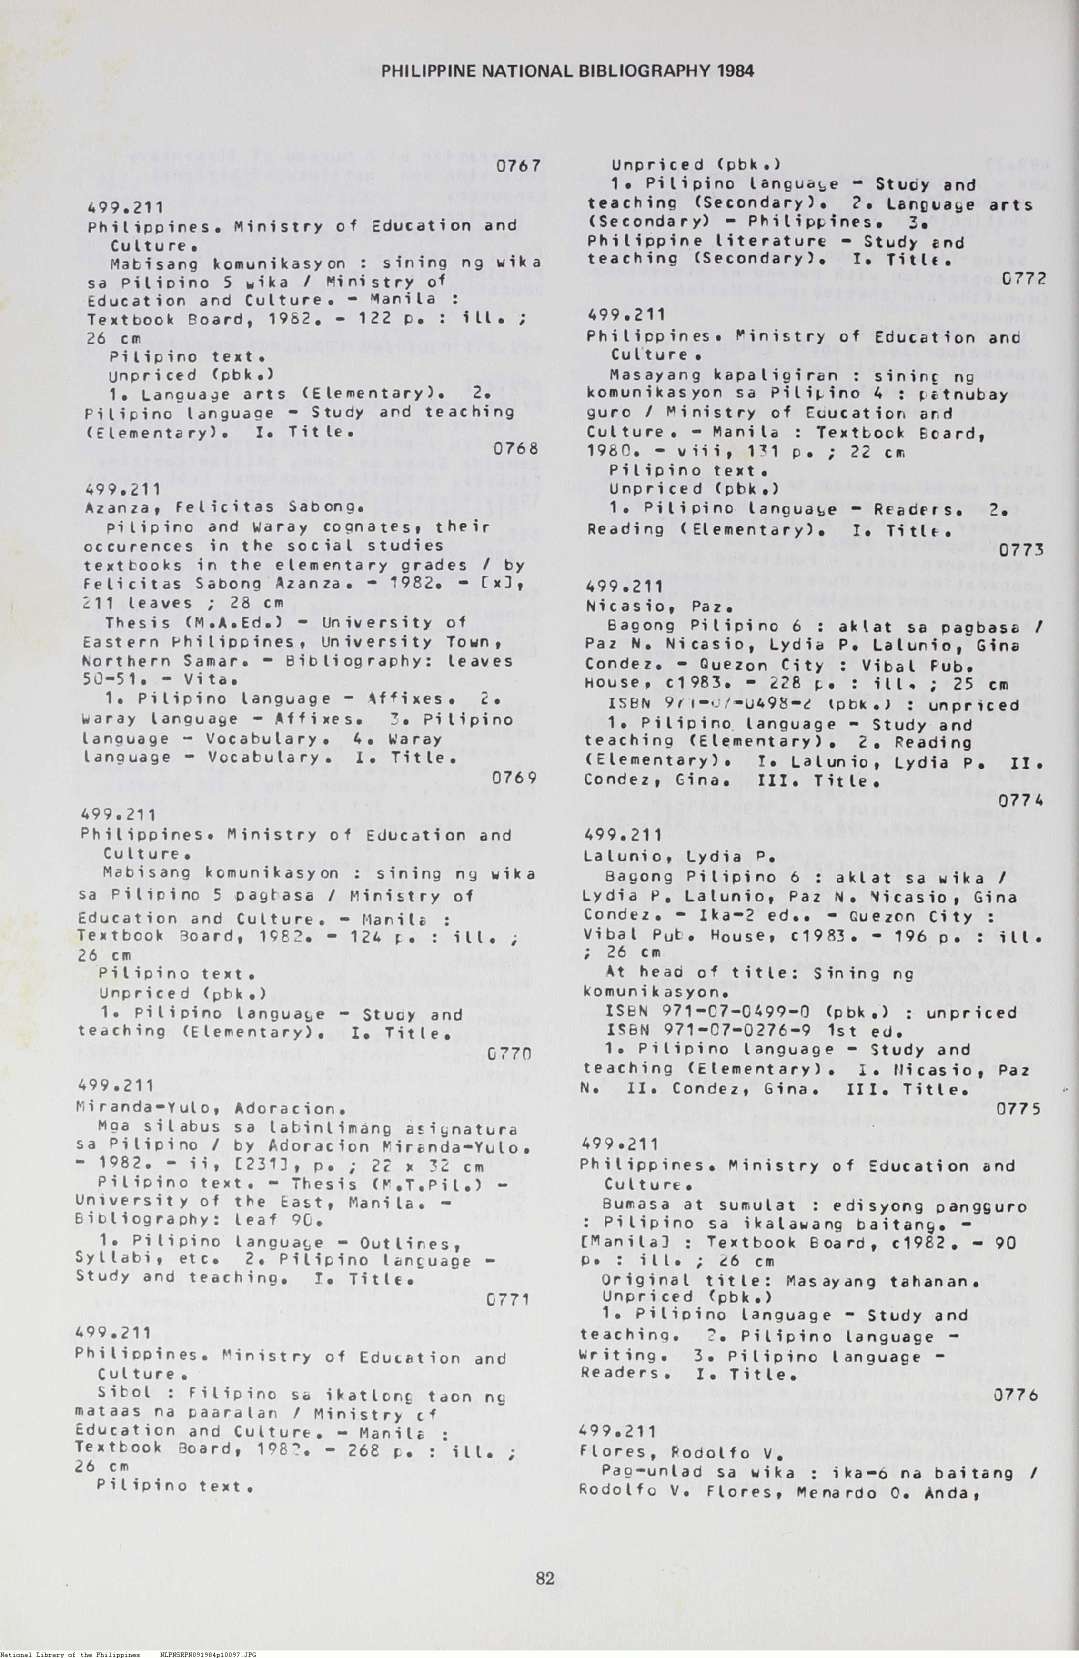 PHILIPPINE NATIONAL BIBLIOGRAPHY 1984
0767
499.211
Philippines. Ministry of Education and
Culture.
Mabisang komunikasyon : sining ng wika
sa Pilipino 5 wika / Ministry of
Education and Culture. - Manila :
Textbook Board, 1982. - 122 p. : ill. ;
26 cm
Pilipino text.
Unpriced (pbk.)
1. Language arts (Elementary). 2.
Pilipino language - Study and teaching
(Elementary). I. Title.
0768
499.211
Azanza, Felicitas Sabong.
Pilipino and Waray cognates, their
occurences in the social studies
textbooks in the elementary grades / by
Felicitas Sabong Azanza. - 1982. - [x],
211 leaves ; 28 cm
Thesis (M.A.Ed.) - University of
Eastern Philippines, University Town,
Northern Samar. - Bibliography: leaves
50-51. - Vita.
1. Pilipino language - Affixes. 2.
Waray language - Affixes. 3. Pilipino
language - Vocabulary. 4. Waray
language - Vocabulary. I. Title.
0769
499.211
Philippines. Ministry of Education and
Culture.
Mabisang komunikasyon : sining ng wika
sa Pilipino 5 pagbasa / Ministry of
Education and Culture. - Manila :
Textbook Board, 1982. - 124 p. : ill. ;
26 cm
Pilipino text.
Unpriced (pbk.)
1. Pilipino language - Study and
teaching (Elementary). I. Title.
0770
499.211
Miranda-Yulo, Adoracion.
Mga silabus sa labinlimang asignatura
sa Pilipino / by Adoracion Miranda-Yulo.
- 1982. - ii, [231], p. ; 22 x 32 cm
Pilipino text. - Thesis (M.T.Pil.) -
University of the East, Manila. -
Bibliography: leaf 90.
1. Pilipino language - Outlines,
Syllabi, etc. 2. Pilipino language -
Study and teaching. I. Title.
0771
499.211
Philippines. Ministry of Education and
Culture.
Sibol : Filipino sa ikatlong taon ng
mataas na paaralan / Ministry of
Education and Culture. - Manila :
Textbook Board, 1982. - 268 p. : ill. ;
26 cm
Pilipino text.
Unpriced (pbk.)
1. Pilipino language - Study and
teaching (Secondary). 2. Language arts
(Secondary) - Philippines. 3.
Philippine literature - Study and
teaching (Secondary). I. Title.
0772
499.211
Philippines. Ministry of Education and
Culture.
Masayang kapaligiran : sining ng
komunikasyon sa Pilipino 4 : patnubay
guro / Ministry of Education and
Culture. - Manila : Textbook Board,
1980. - viii, 131 p. ; 22 cm
Pilipino text.
Unpriced (pbk.)
1. Pilipino language - Readers. 2.
Reading (Elementary). I. Title.
0773
499.211
Nicasio, Paz.
Bagong Pilipino 6 : aklat sa pagbasa /
Paz N. Nicasio, Lydia P. Lalunio, Gina
Condez. - Quezon City : Vibal Pub.
House, c1983. - 228 p. : ill. ; 25 cm
ISBN 971-07-0498-2 (pbk.) : unpriced
1. Pilipino language - Study and
teaching (Elementary). 2. Reading
(Elementary). I. Lalunio, Lydia P. II.
Condez, Gina. III. Title.
0774
499.211
Lalunio, Lydia P.
Bagong Pilipino 6 : aklat sa wika /
Lydia P. Lalunio, Paz N. Nicasio, Gina
Condez. - Ika-2 ed.. - Quezon City :
Vibal Pub. House, c1983. - 196 p. : ill.
; 26 cm
At head of title: Sining ng
komunikasyon.
ISBN 971-07-0499-0 (pbk.) : unpriced
ISBN 971-07-0276-9 1st ed.
1. Pilipino language - Study and
teaching (Elementary). I. Nicasio, Paz
N. II. Condez, Gina. III. Title.
0775
499.211
Philippines. Ministry of Education and
Culture.
Bumasa at sumulat : edisyong pangguro
: Pilipino sa ikalawang baitang. -
[Manila] : Textbook Board, c1982. - 90
p. : ill. ; 26 cm
Original title: Masayang tahanan.
Unpriced (pbk.)
1. Pilipino language - Study and
teaching. 2. Pilipino language -
Writing. 3. Pilipino language -
Readers. I. Title.
0776
499.211
Flores, Rodolfo V.
Pag-unlad sa wika : ika-6 na baitang /
Rodolfo V. Flores, Menardo O. Anda,
82
National Library of the Philippines NLPNSRPN091984p10097.JPG